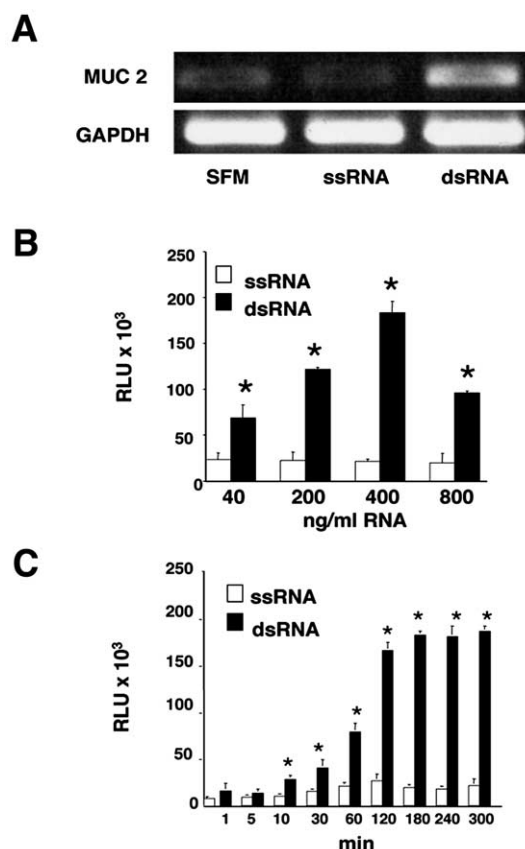 A
MUC 2
GAPDH
SFM ssRNA dsRNA
B
250
200
150
100
50
0
RLU x 10³
ssRNA
dsRNA
* * * *
40 200 400 800
ng/ml RNA
C
250
200
150
100
50
0
RLU x 10³
ssRNA
dsRNA
* * * * * * *
1 5 10 30 60 120 180 240 300
min